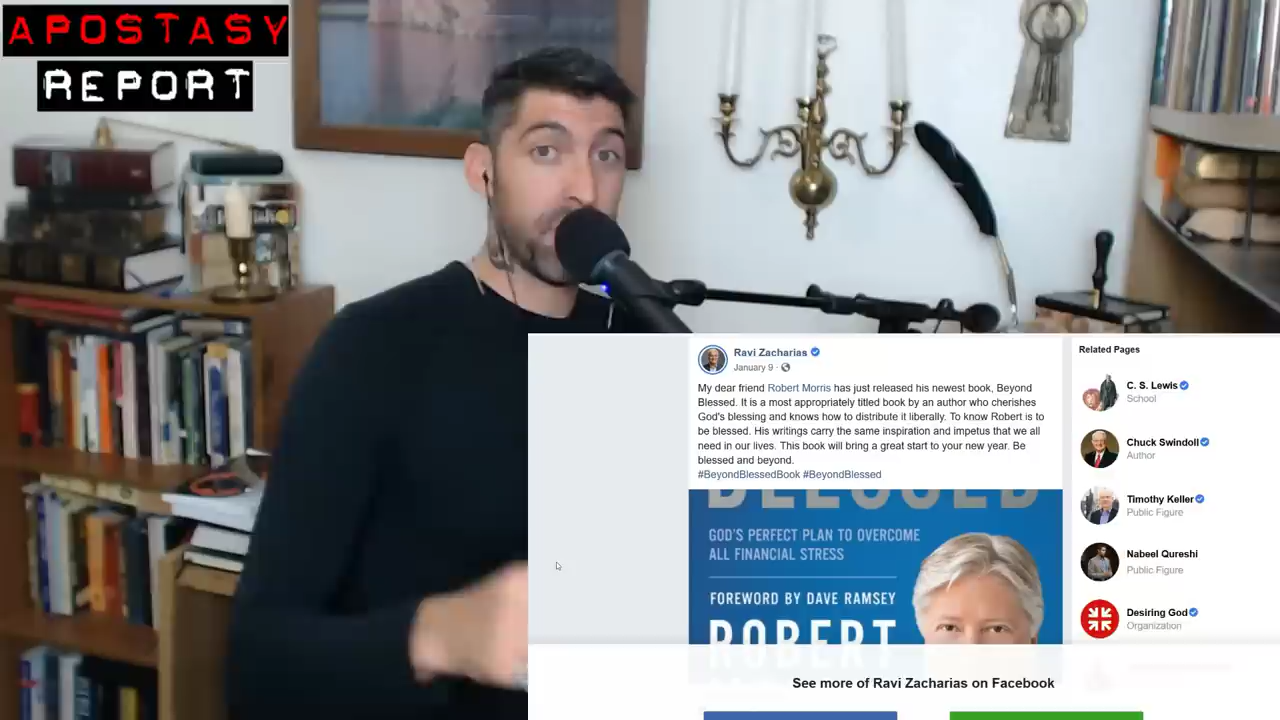 APOSTASY
REPORT
Ravi Zacharias
January 9 ·
My dear friend Robert Morris has just released his newest book, Beyond
Blessed. It is a most appropriately titled book by an author who cherishes
God's blessing and knows how to distribute it liberally. To know Robert is to
be blessed. His writings carry the same inspiration and impetus that we all
need in our lives. This book will bring a great start to your new year. Be
blessed and beyond.
#BeyondBlessedBook #BeyondBlessed
BLESSED
GOD'S PERFECT PLAN TO OVERCOME
ALL FINANCIAL STRESS
FOREWORD BY DAVE RAMSEY
ROBERT
Related Pages
C. S. Lewis
School
Chuck Swindoll
Author
Timothy Keller
Public Figure
Nabeel Qureshi
Public Figure
Desiring God
Organization
See more of Ravi Zacharias on Facebook